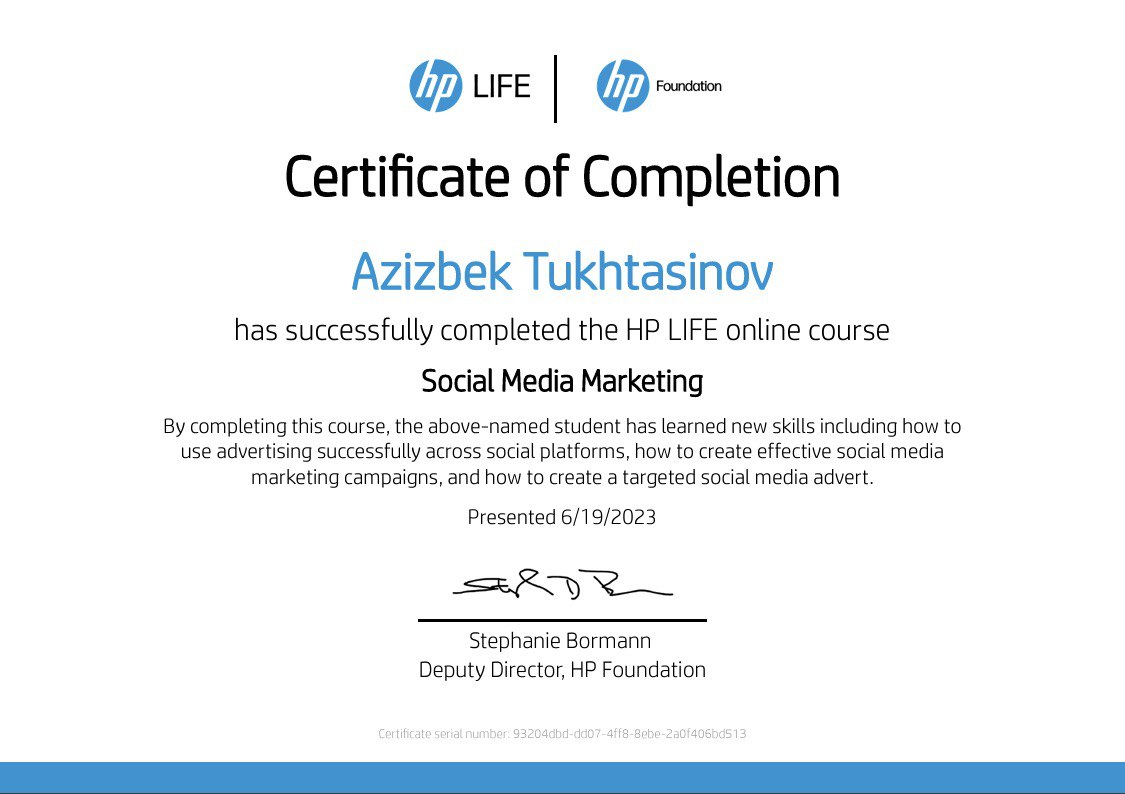 hp LIFE | hp Foundation
Certificate of Completion
Azizbek Tukhtasinov
has successfully completed the HP LIFE online course
Social Media Marketing
By completing this course, the above-named student has learned new skills including how to
use advertising successfully across social platforms, how to create effective social media
marketing campaigns, and how to create a targeted social media advert.
Presented 6/19/2023
Stephanie Bormann
Deputy Director, HP Foundation
Certificate serial number: 93204dbd-dd07-4ff8-8ebe-2a0f406bd513